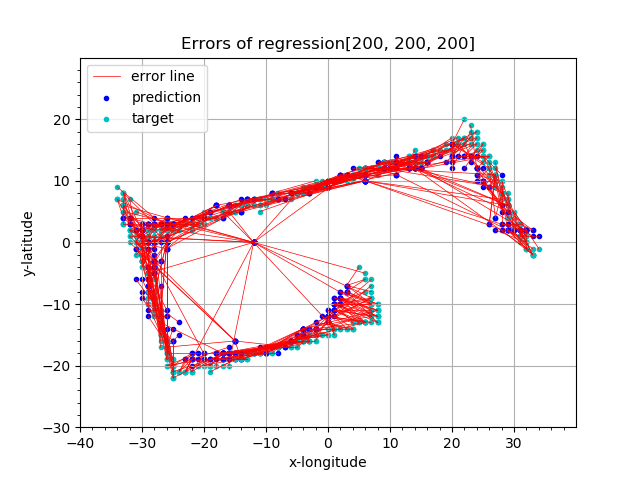 Errors of regression[200, 200, 200]
error line
prediction
target
20
10
0
−10
−20
−30
y-latitude
−40 −30 −20 −10 0 10 20 30
x-longitude